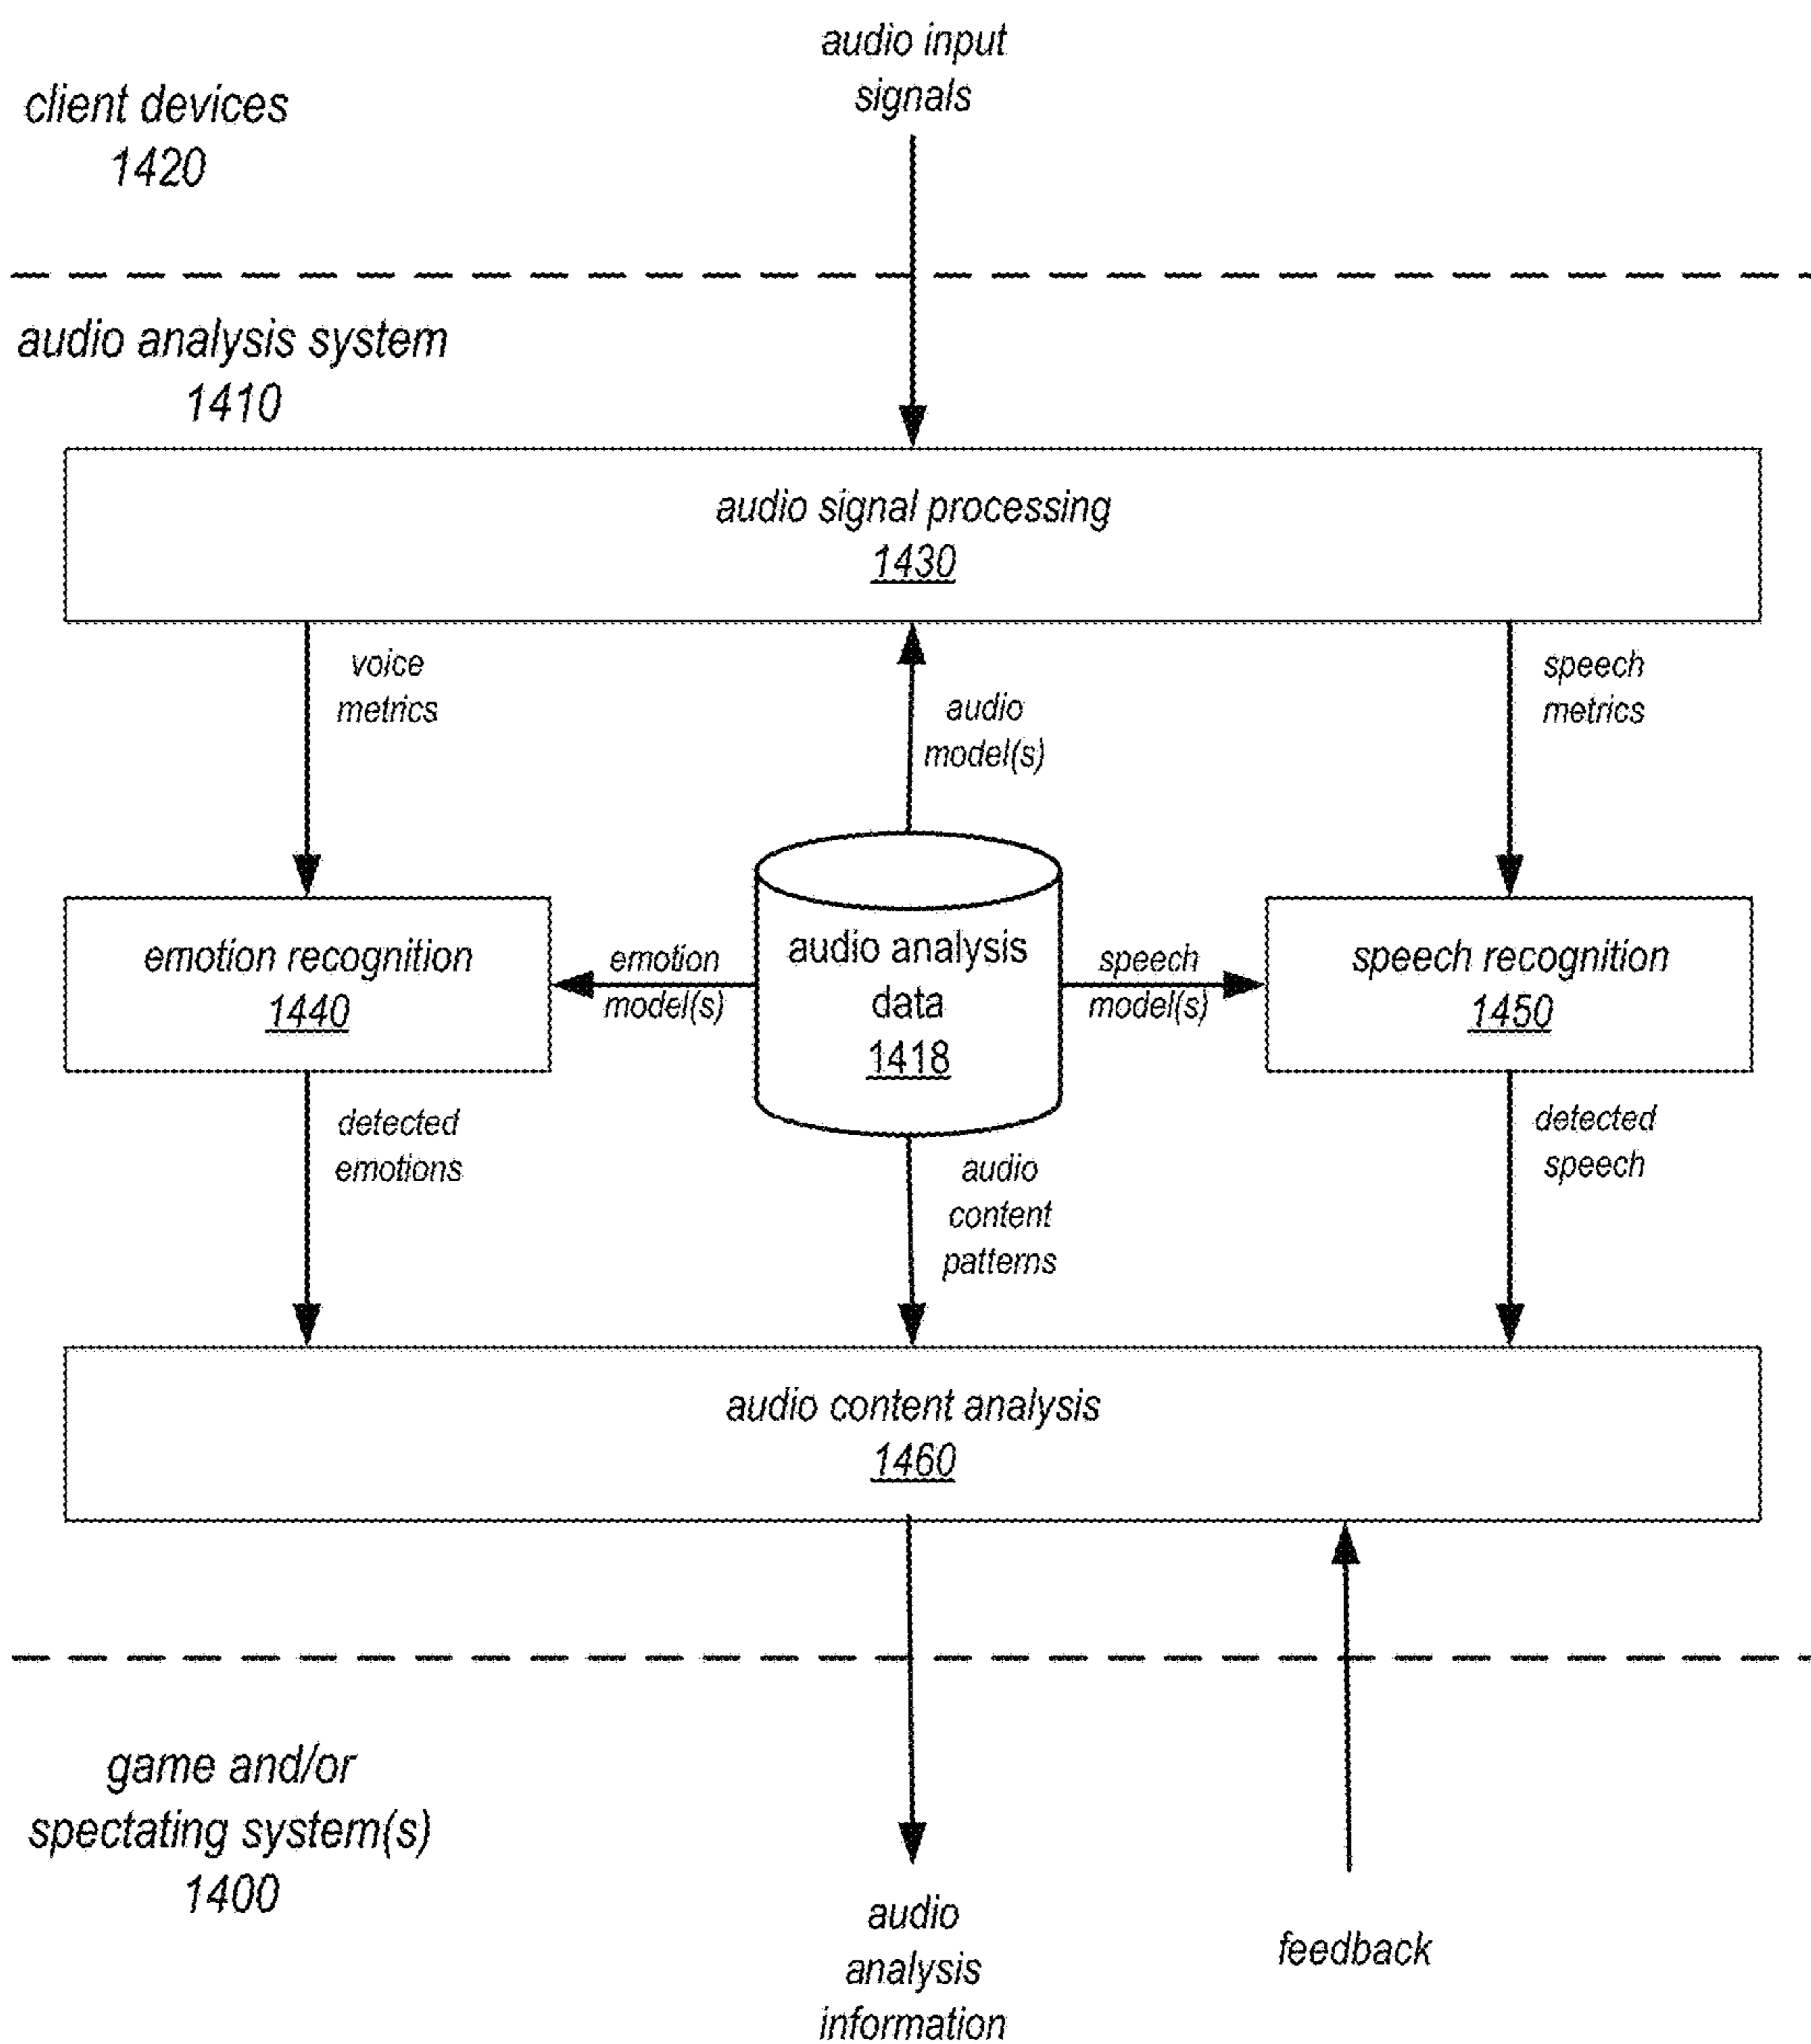 audio input
signals
client devices
1420
audio analysis system
1410
audio signal processing
1430
voice
metrics
audio
model(s)
speech
metrics
emotion recognition
1440
emotion
model(s)
audio analysis
data
1418
speech
model(s)
speech recognition
1450
detected
emotions
audio
content
patterns
detected
speech
audio content analysis
1460
game and/or
spectating system(s)
1400
audio
analysis
information
feedback